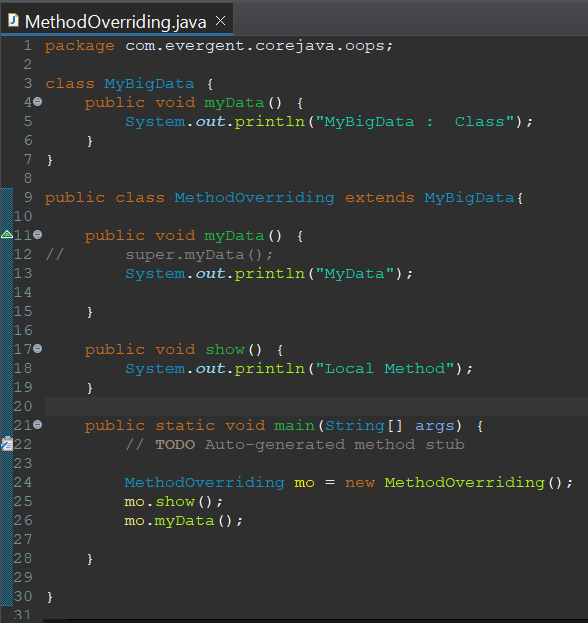 MethodOverriding.java
1 package com.evergent.corejava.oops;
2
3 class MyBigData {
4     public void myData() {
5         System.out.println("MyBigData :  Class");
6     }
7 }
8
9 public class MethodOverriding extends MyBigData{
10
11     public void myData() {
12 //      super.myData();
13         System.out.println("MyData");
14
15     }
16
17     public void show() {
18         System.out.println("Local Method");
19     }
20
21     public static void main(String[] args) {
22         // TODO Auto-generated method stub
23
24         MethodOverriding mo = new MethodOverriding();
25         mo.show();
26         mo.myData();
27
28     }
29
30 }
31